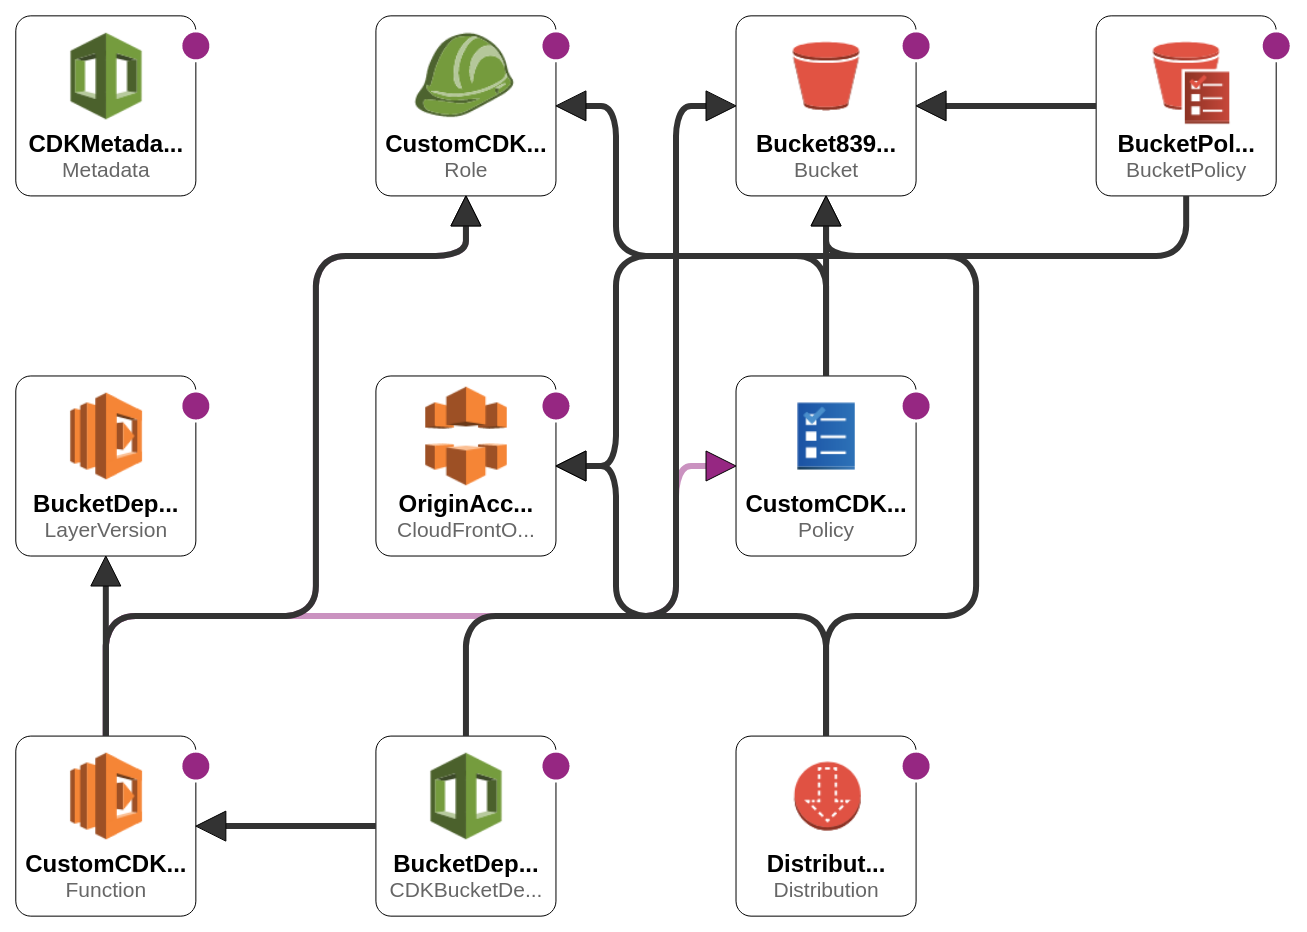 CDKMetada...
Metadata
CustomCDK...
Role
Bucket839...
Bucket
BucketPol...
BucketPolicy
BucketDep...
LayerVersion
OriginAcc...
CloudFrontO...
CustomCDK...
Policy
CustomCDK...
Function
BucketDep...
CDKBucketDe...
Distribut...
Distribution